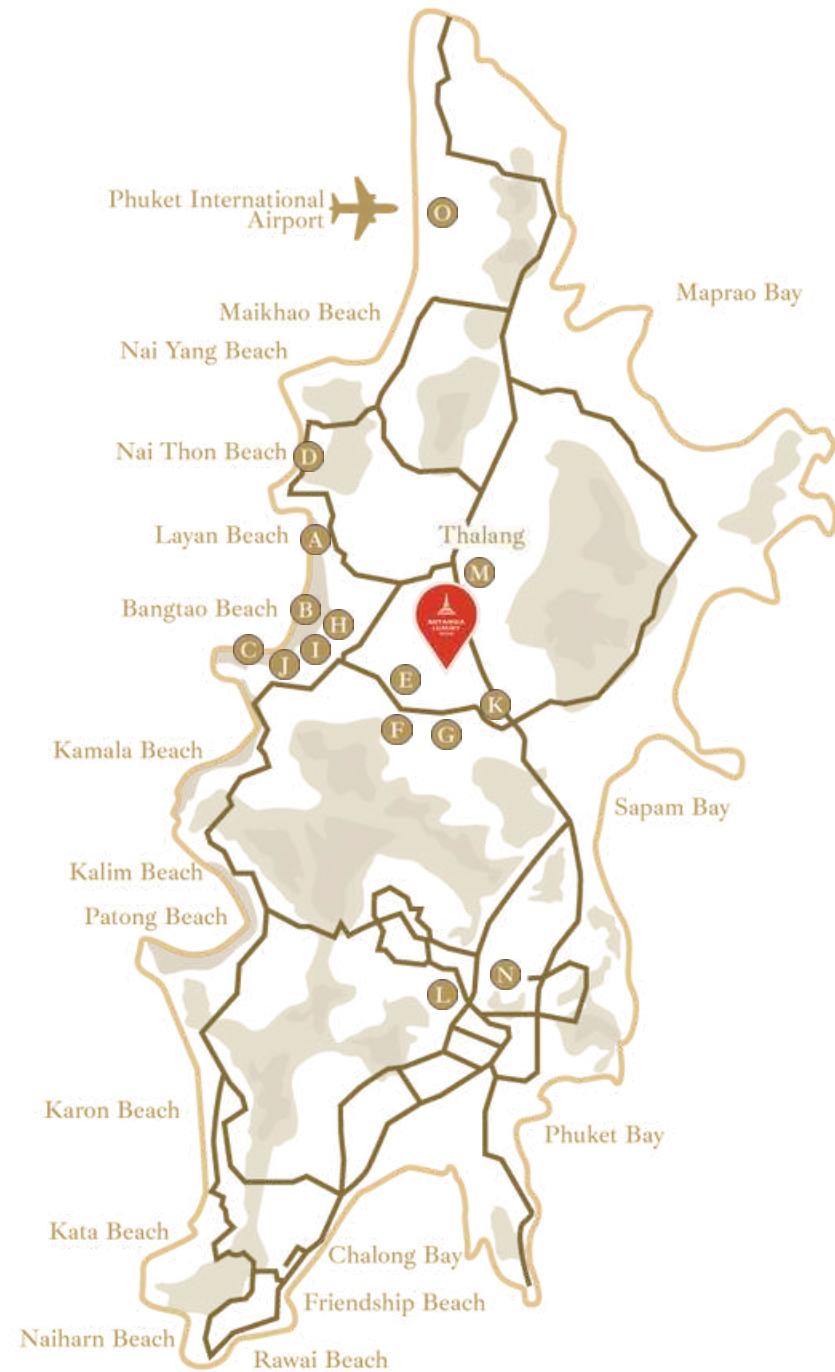 Phuket International
Airport
O
Maprao Bay
Maikhao Beach
Nai Yang Beach
Nai Thon Beach
D
Layan Beach
A
Thalang
M
Bangtao Beach
B
H
C
J
I
LUXURY
E
K
F
G
Kamala Beach
Sapam Bay
Kalim Beach
Patong Beach
N
L
Karon Beach
Phuket Bay
Kata Beach
Chalong Bay
Friendship Beach
Naiharn Beach
Rawai Beach